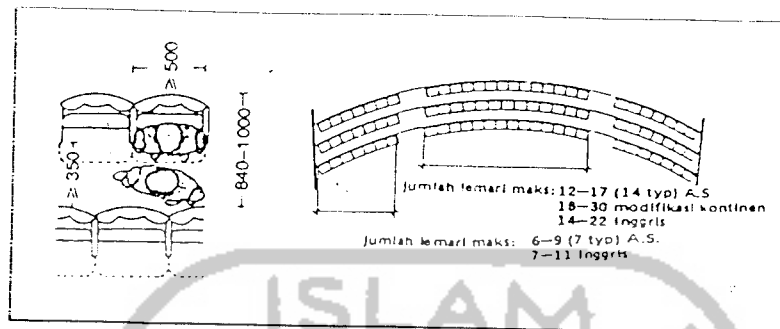 ≥ 500
≥ 350
840—1000
jumlah lemari maks: 12—17 (14 typ) A.S
18—30 modifikasi kontinen
14—22 Inggris
jumlah lemari maks: 6—9 (7 typ) A.S.
7—11 Inggris
ISLAM